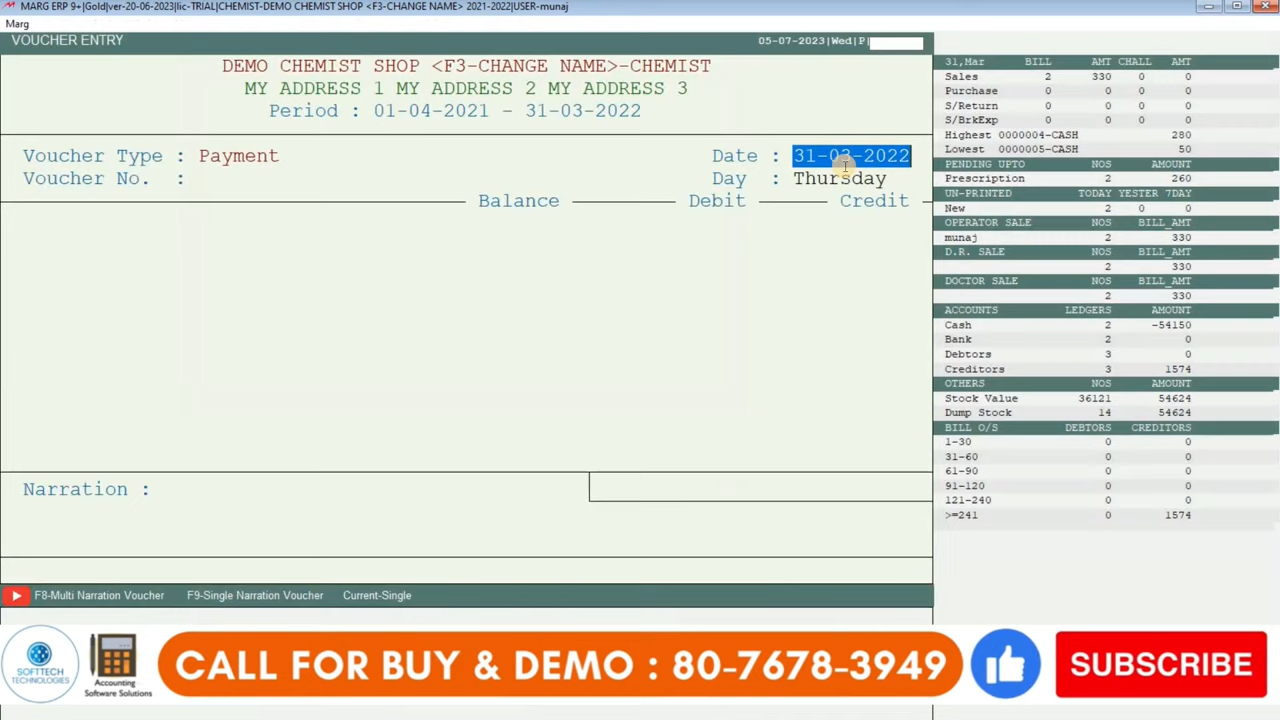 MARG ERP 9+|Gold|ver-20-06-2023|lic-TRIAL|CHEMIST-DEMO CHEMIST SHOP <F3-CHANGE NAME> 2021-2022|USER-munaj
Marg
VOUCHER ENTRY 05-07-2023|Wed|P|
DEMO CHEMIST SHOP <F3-CHANGE NAME>-CHEMIST
MY ADDRESS 1 MY ADDRESS 2 MY ADDRESS 3
Period : 01-04-2021 - 31-03-2022
Voucher Type : Payment Date : 31-03-2022
Voucher No. : Day : Thursday
Balance Debit Credit
Narration :
F8-Multi Narration Voucher F9-Single Narration Voucher Current-Single
31,Mar BILL AMT CHALL AMT
Sales 2 330 0 0
Purchase 0 0 0 0
S/Return 0 0 0 0
S/BrkExp 0 0 0 0
Highest 0000004-CASH 280
Lowest 0000005-CASH 50
PENDING UPTO NOS AMOUNT
Prescription 2 260
UN-PRINTED TODAY YESTER 7DAY
New 2 0 0
OPERATOR SALE NOS BILL_AMT
munaj 2 330
D.R. SALE NOS BILL_AMT
2 330
DOCTOR SALE NOS BILL_AMT
2 330
ACCOUNTS LEDGERS AMOUNT
Cash 2 -54150
Bank 2 0
Debtors 3 0
Creditors 3 1574
OTHERS NOS AMOUNT
Stock Value 36121 54624
Dump Stock 14 54624
BILL O/S DEBTORS CREDITORS
1-30 0 0
31-60 0 0
61-90 0 0
91-120 0 0
121-240 0 0
>=241 0 1574
SOFTTECH
TECHNOLOGIES
Accounting
Software Solutions
CALL FOR BUY & DEMO : 80-7678-3949
SUBSCRIBE